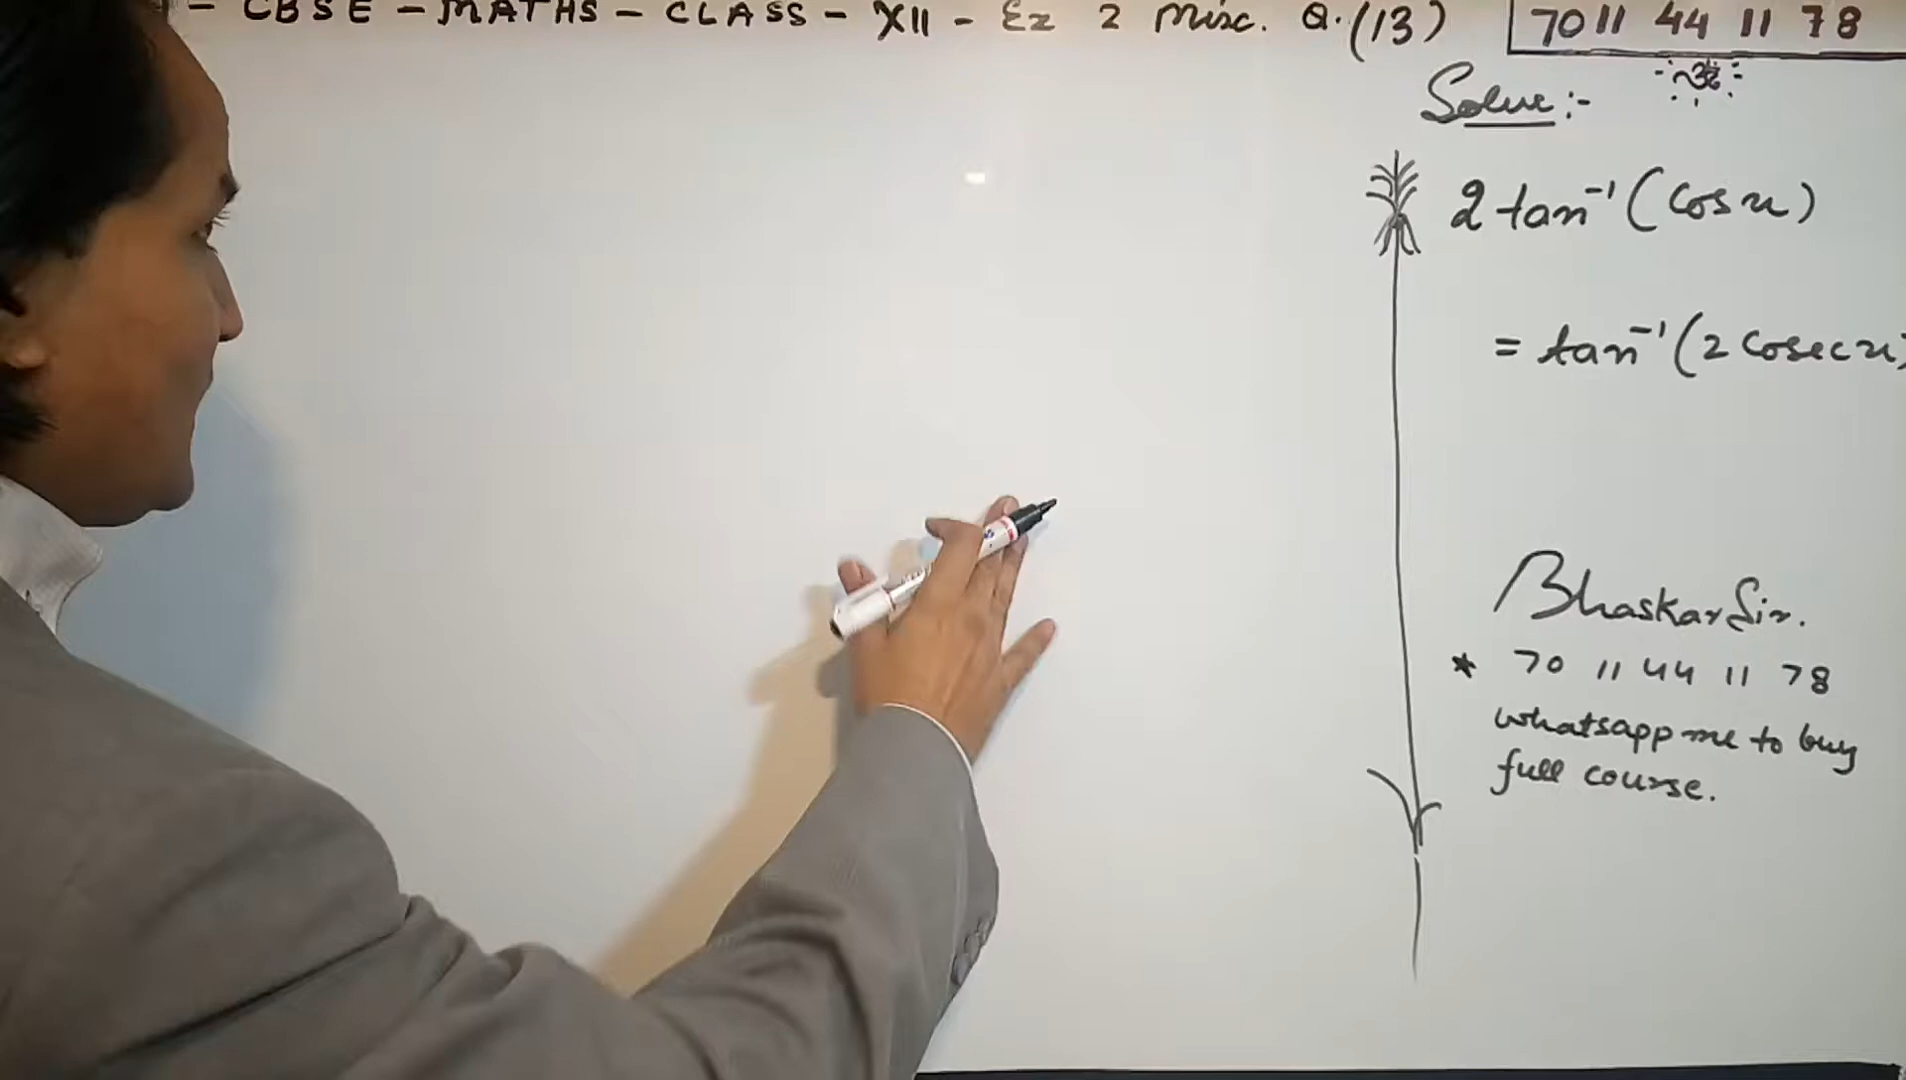 - CBSE - MATHS - CLASS - XII - Ex 2 Misc. Q.(13)
70 11 44 11 78
Solve:-
2 tan⁻¹(cos x)
= tan⁻¹(2 cosec x)
Bhaskar Sir.
* 70 11 44 11 78
whatsapp me to buy
full course.